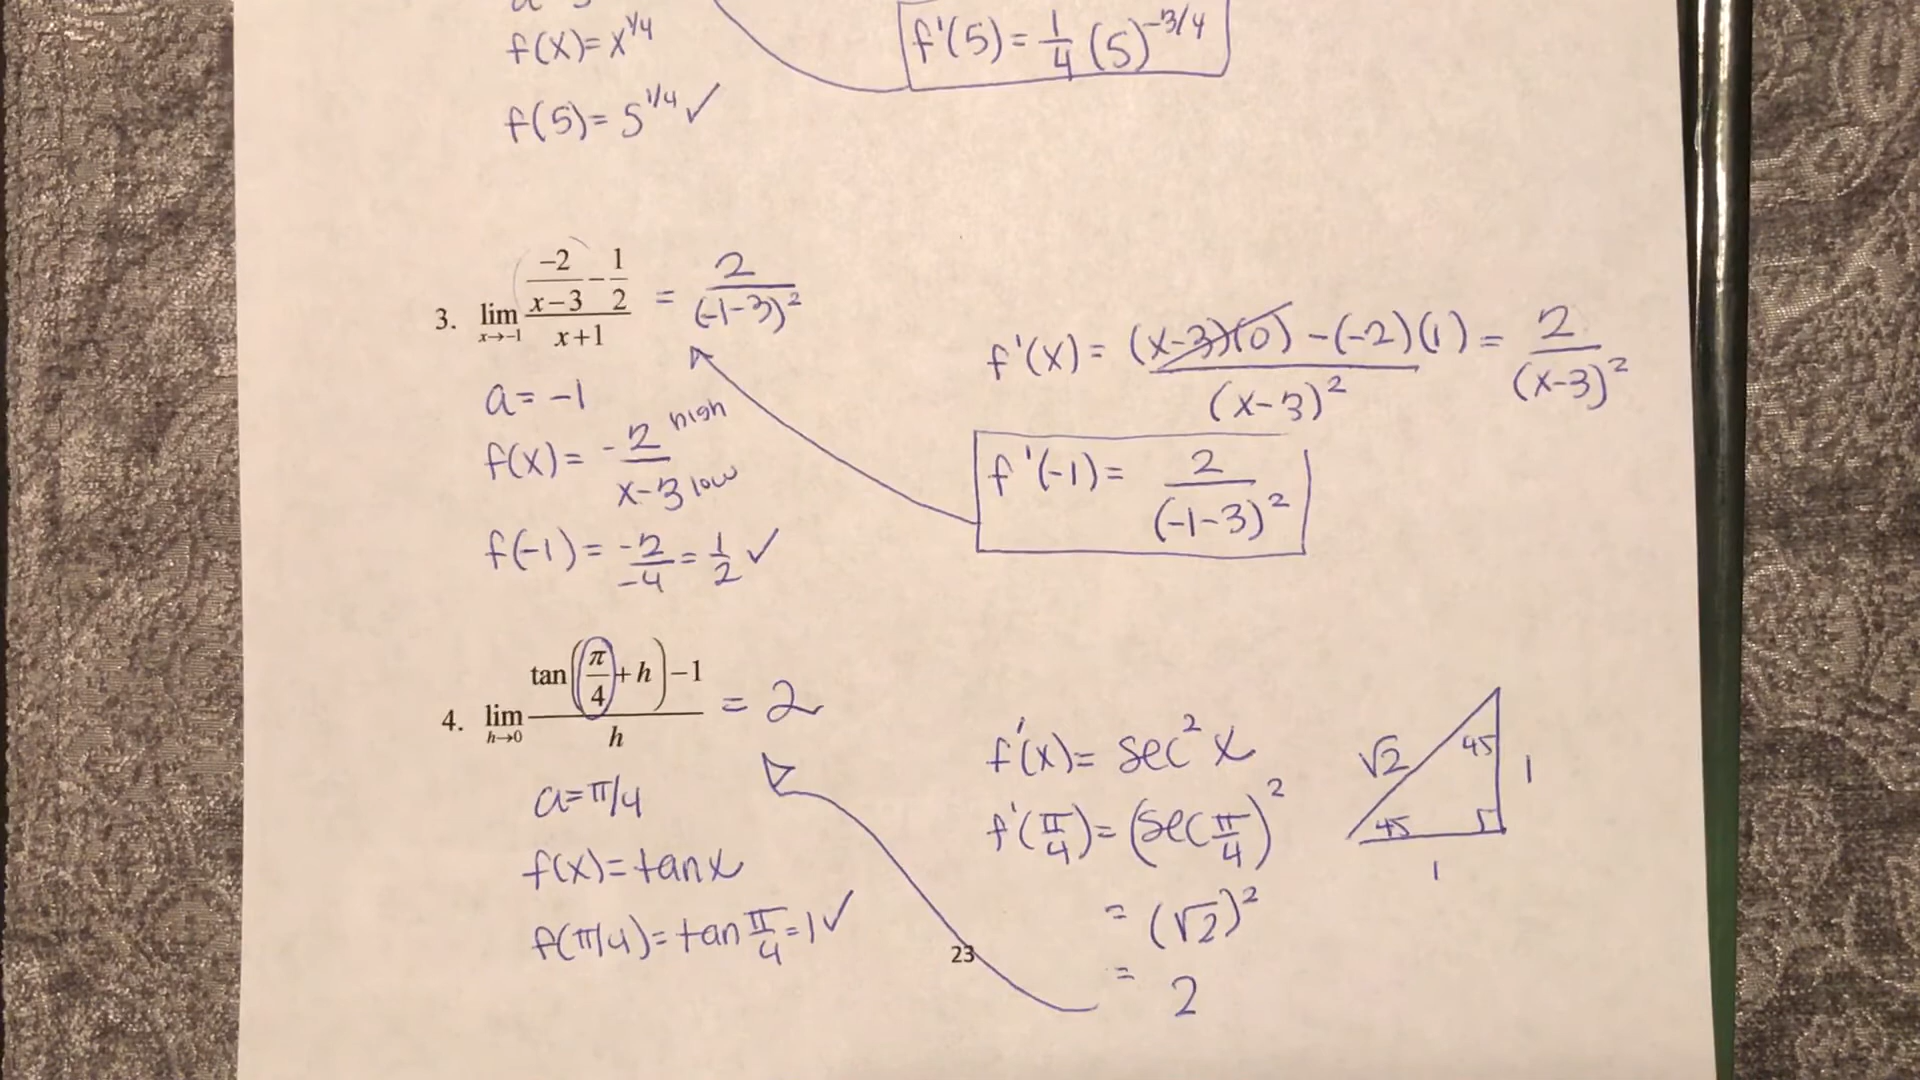 f(x) = x^1/4
f'(5) = 1/4 (5)^-3/4
f(5) = 5^1/4 ✓
3. lim x→-1 (-2/(x-3) - 1/2)/(x+1) = 2/(-1-3)^2
a = -1
f(x) = -2/(x-3) high low
f(-1) = -2/-4 = 1/2 ✓
f'(x) = ((x-3)(0) - (-2)(1))/(x-3)^2 = 2/(x-3)^2
f'(-1) = 2/(-1-3)^2
4. lim h→0 (tan(π/4 + h) - 1)/h = 2
a = π/4
f(x) = tan x
f(π/4) = tan π/4 = 1 ✓
f'(x) = sec^2 x
f'(π/4) = (sec π/4)^2
= (√2)^2
= 2
√2 45 1
45
1
23